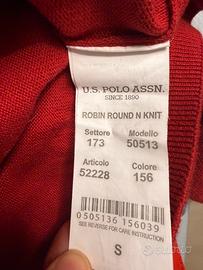 U.S. POLO ASSN.
SINCE 1890
ROBIN ROUND N KNIT
Settore Modello
173 50513
Articolo Colore
52228 156
0505136 156039
SEE REVERSE FOR CARE INSTRUCTION
S
subito